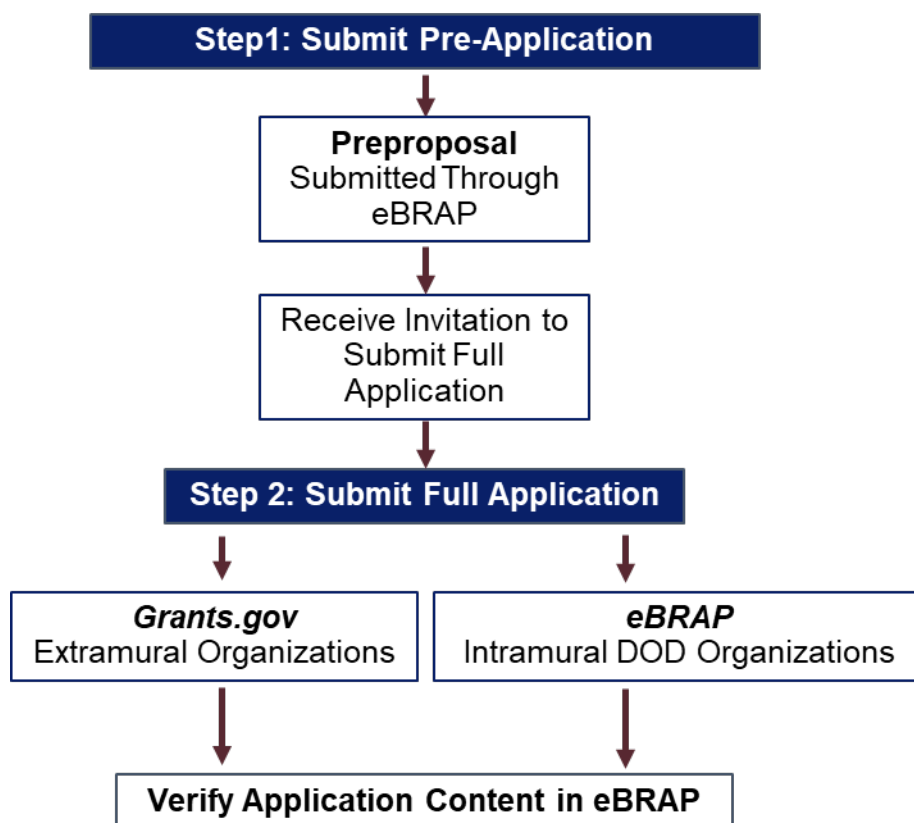 Step1: Submit Pre-Application
Preproposal
Submitted Through
eBRAP
Receive Invitation to
Submit Full
Application
Step 2: Submit Full Application
Grants.gov
Extramural Organizations
eBRAP
Intramural DOD Organizations
Verify Application Content in eBRAP